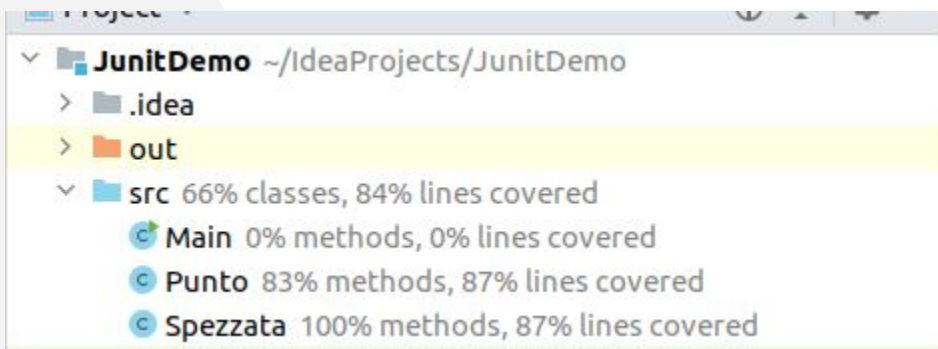 Project
JunitDemo ~/IdeaProjects/JunitDemo
.idea
out
src 66% classes, 84% lines covered
Main 0% methods, 0% lines covered
Punto 83% methods, 87% lines covered
Spezzata 100% methods, 87% lines covered